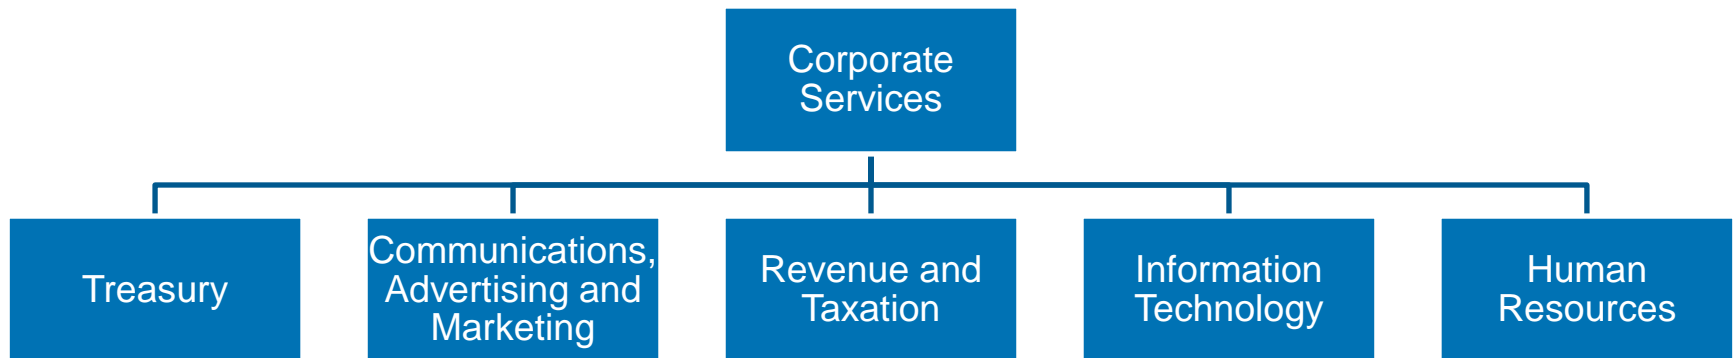 Corporate
Services
Treasury
Communications,
Advertising and
Marketing
Revenue and
Taxation
Information
Technology
Human
Resources